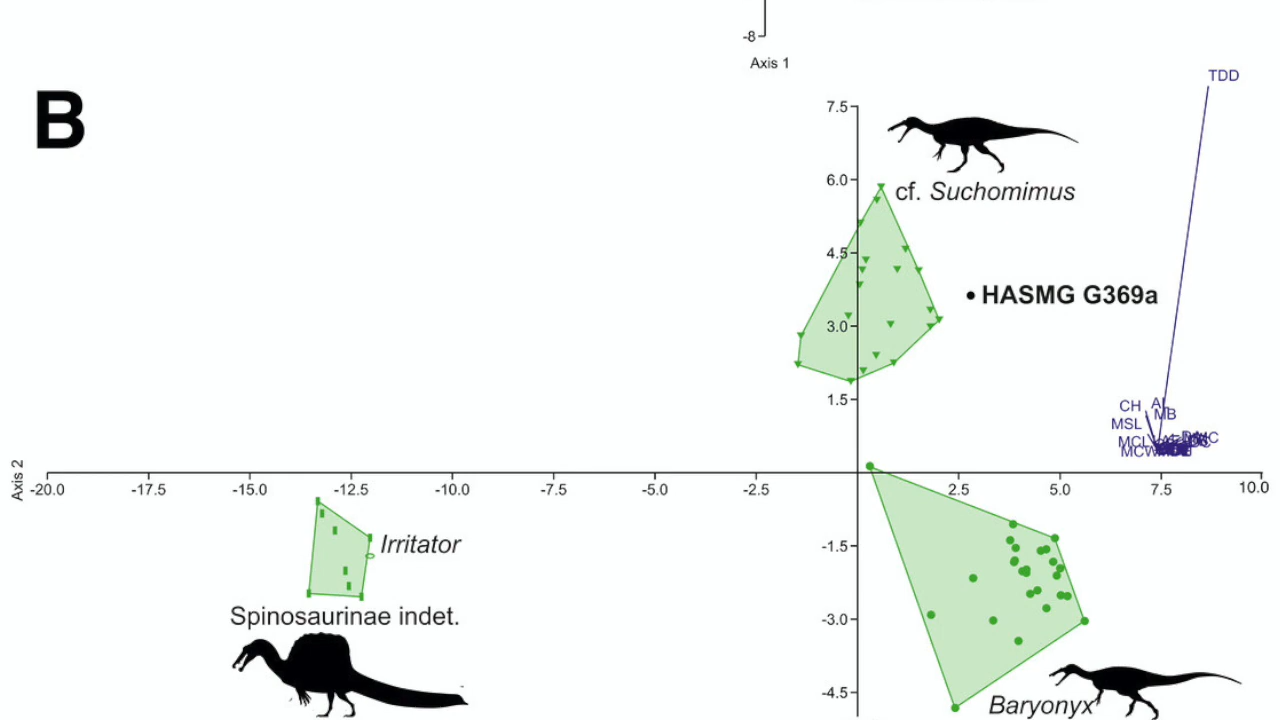 -8
Axis 1
B
TDD
7.5
6.0
cf. Suchomimus
4.5
HASMG G369a
3.0
1.5
CH
MB
MSL
MCL
Axis 2
-20.0 -17.5 -15.0 -12.5 -10.0 -7.5 -5.0 -2.5 2.5 5.0 7.5 10.0
Irritator
-1.5
Spinosaurinae indet.
-3.0
-4.5
Baryonyx